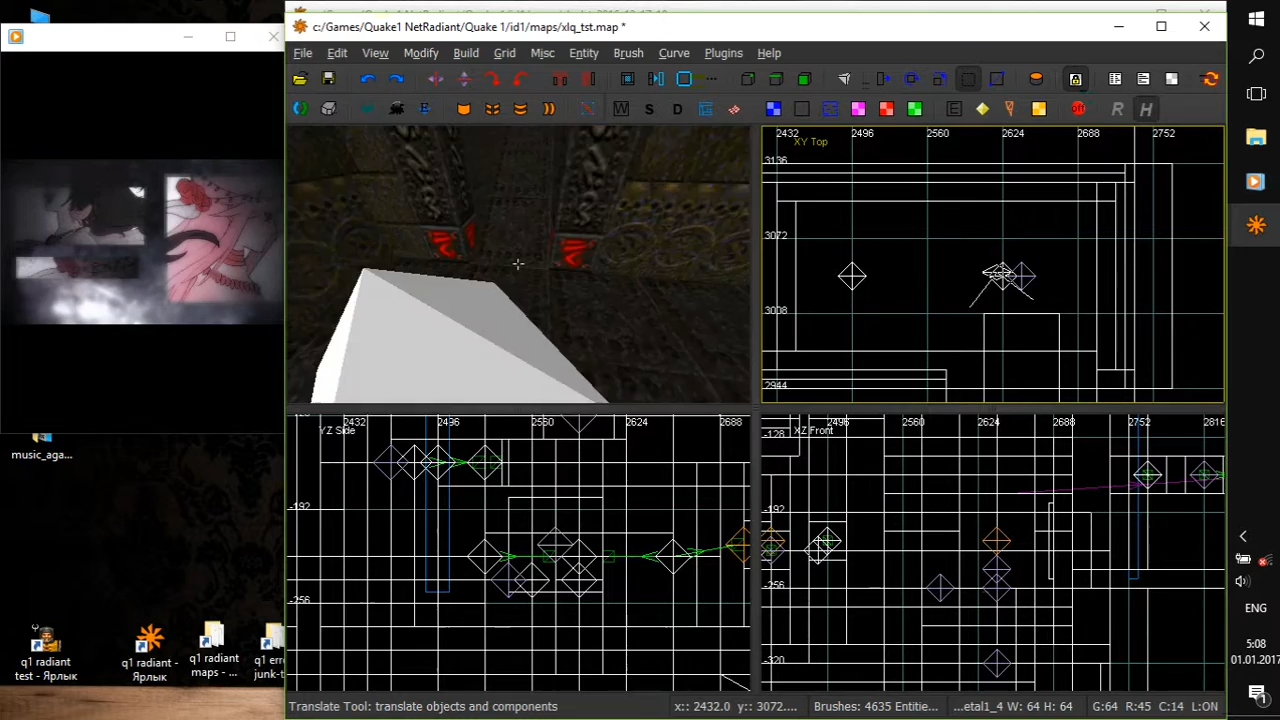 c:/Games/Quake1 NetRadiant/Quake 1/id1/maps/xlq_tst.map *
File Edit View Modify Build Grid Misc Entity Brush Curve Plugins Help
W S D E off R H
2432 2496 2560 2624 2688 2752
XY Top
3136
3072
3008
2944
2432 2496 2560 2624 2688
YZ Side
-192
-256
2496 2560 2624 2688 2752 2816
-128 XZ Front
-192
-256
-320
music_aga...
q1 radiant test - Ярлык
q1 radiant - Ярлык
q1 radiant maps - ...
q1 err junk-t
Translate Tool: translate objects and components
x:: 2432.0 y:: 3072....
Brushes: 4635 Entitie...
...etal1_4 W: 64 H: 64
G:64 R:45 C:14 L:ON
ENG
5:08
01.01.2017
1